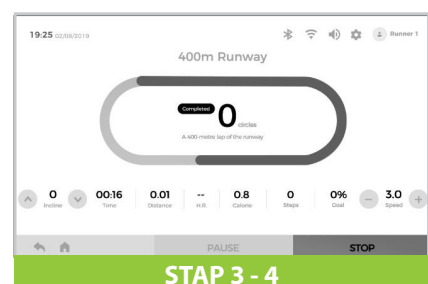 19:25 02/08/2019 Runner 1
400m Runway
Completed 0 circles
A 400-metre lap of the runway
0 00:16 0.01 -- 0.8 0 0% 3.0
Incline Time Distance H.R. Calorie Steps Goal Speed
PAUSE STOP
STAP 3 - 4